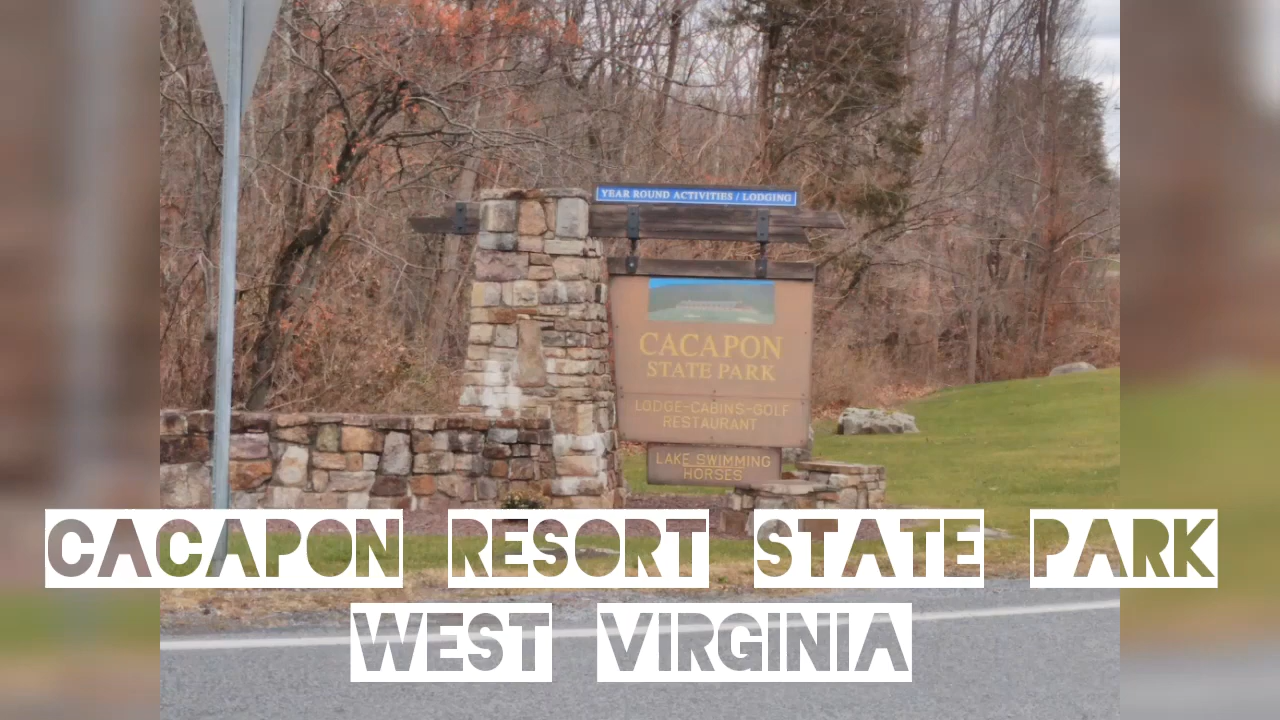 YEAR ROUND ACTIVITIES / LODGING
CACAPON
STATE PARK
LODGE-CABINS-GOLF
RESTAURANT
LAKE SWIMMING
HORSES
CACAPON RESORT STATE PARK
WEST VIRGINIA